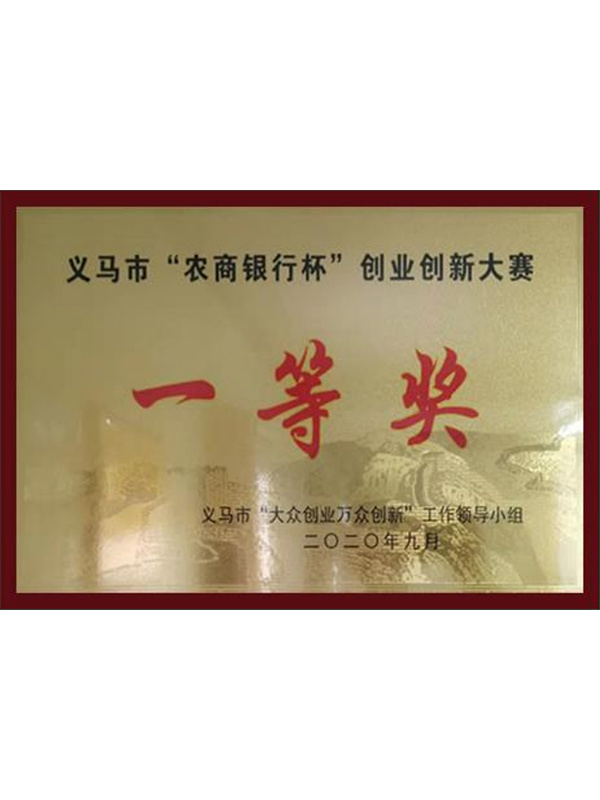 义马市“农商银行杯”创业创新大赛
一等奖
义马市“大众创业万众创新”工作领导小组
二〇二〇年九月